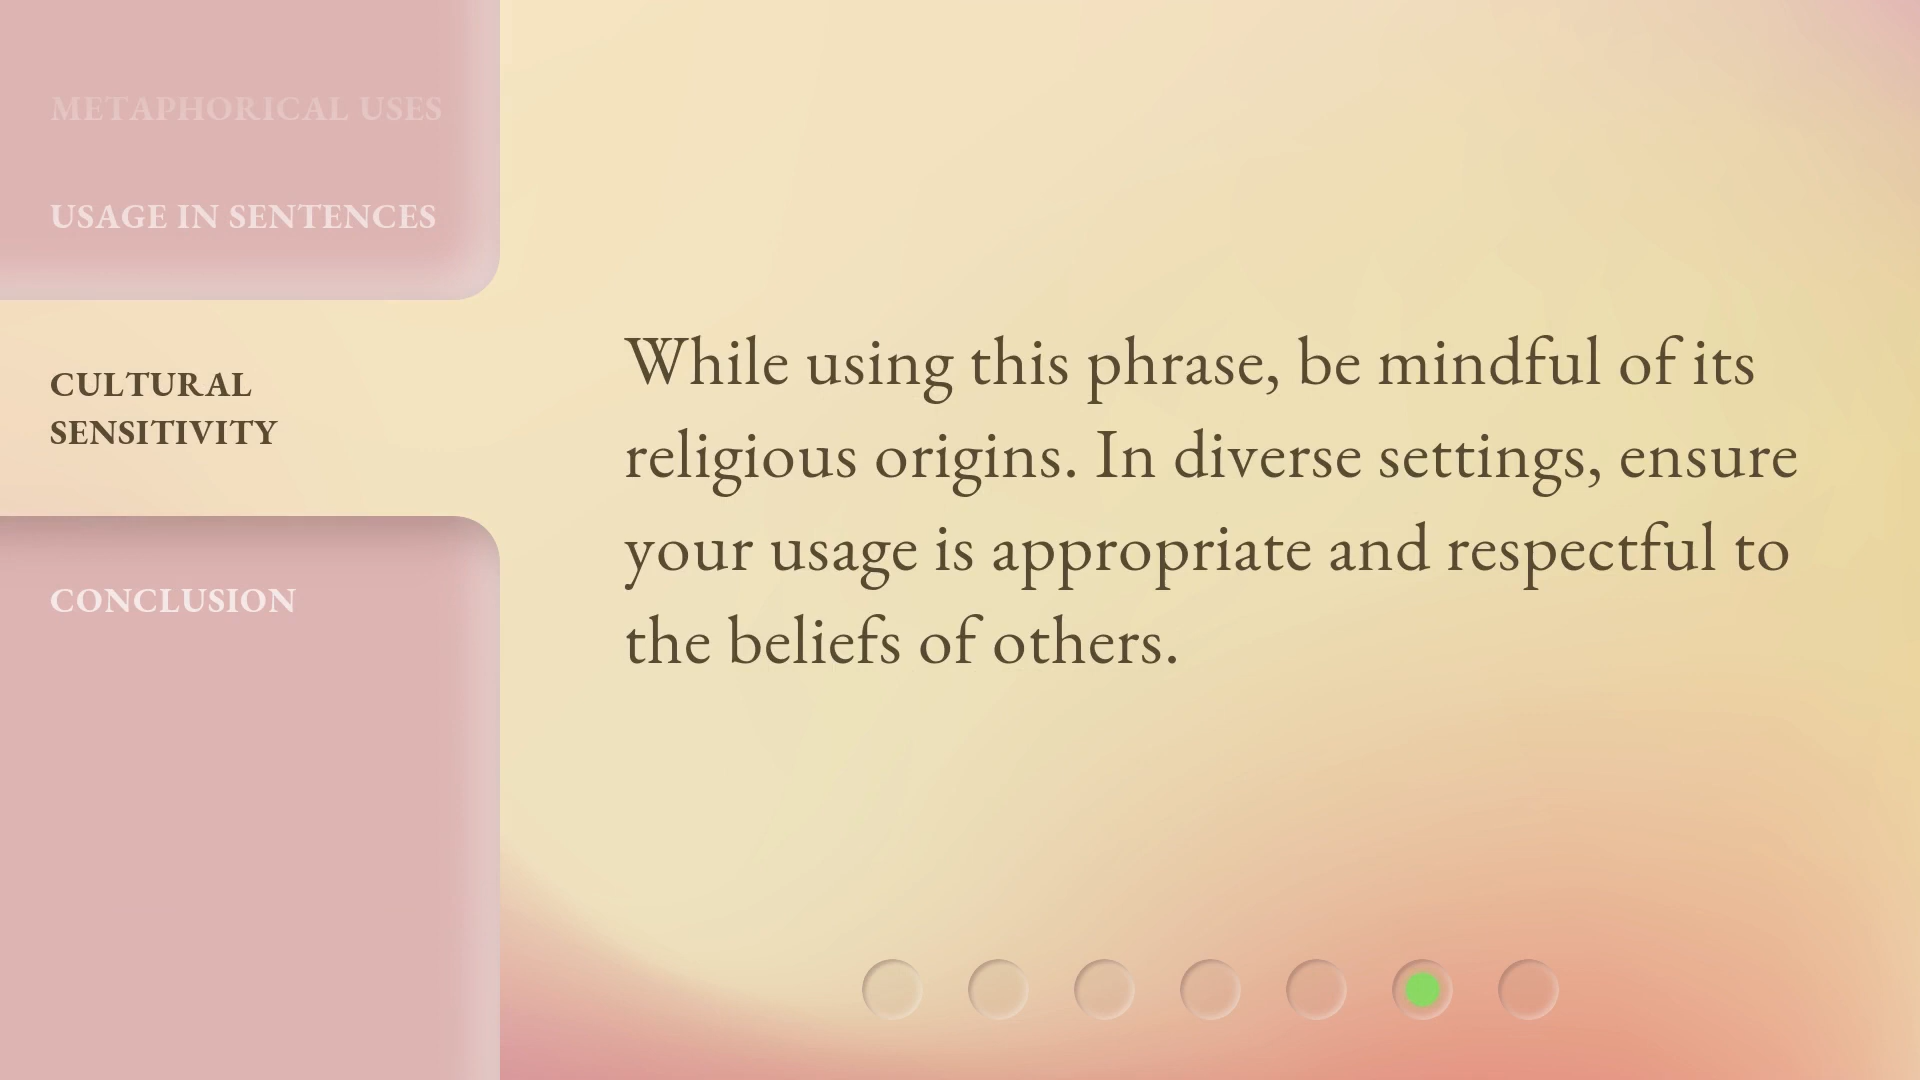 METAPHORICAL USES
USAGE IN SENTENCES
CULTURAL
SENSITIVITY
CONCLUSION
While using this phrase, be mindful of its
religious origins. In diverse settings, ensure
your usage is appropriate and respectful to
the beliefs of others.